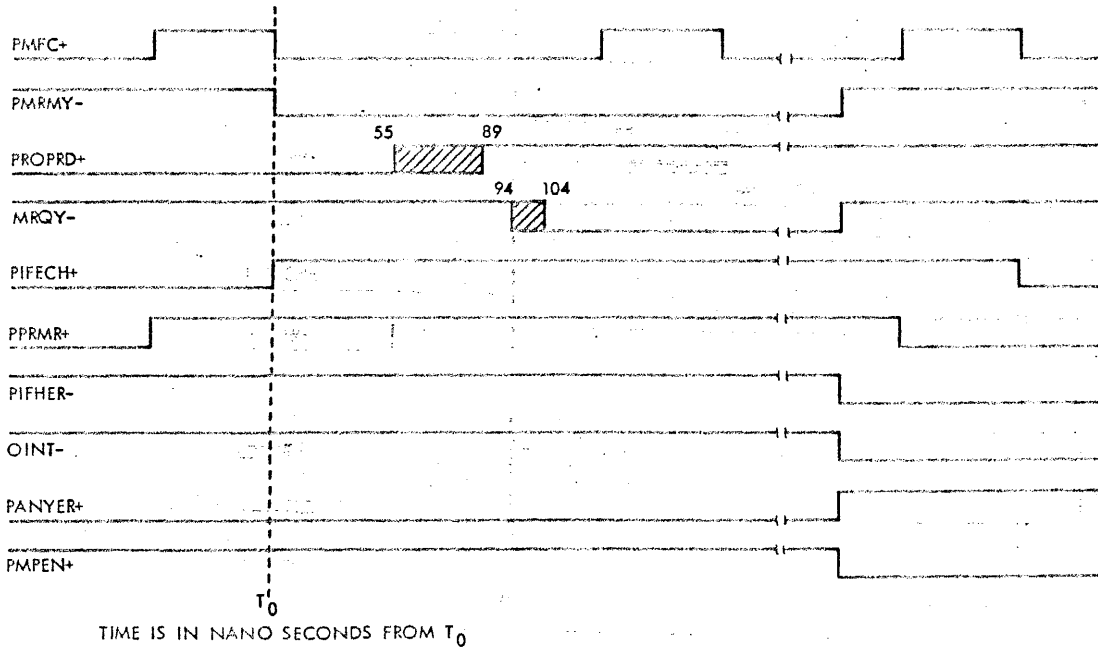 PMFC+
PMRMY-
55 89
PROPRD+
94 104
MRQY-
PIFECH+
PPRMR+
PIFHER-
OINT-
PANYER+
PMPEN+
T0
TIME IS IN NANO SECONDS FROM T0